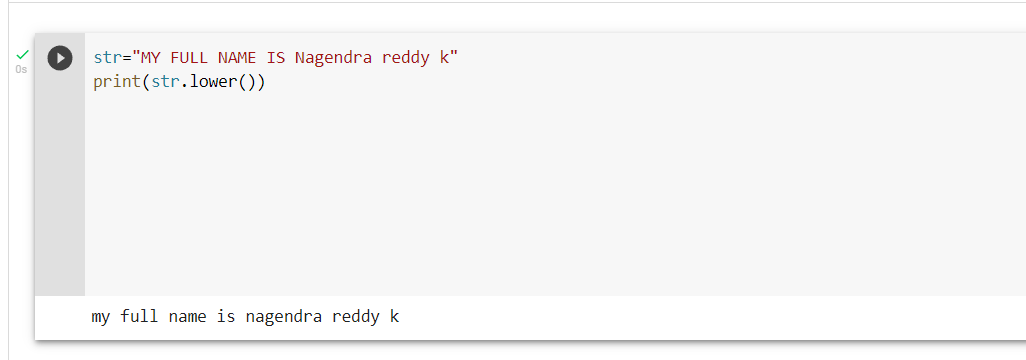 str="MY FULL NAME IS Nagendra reddy k"
0s
print(str.lower())
my full name is nagendra reddy k